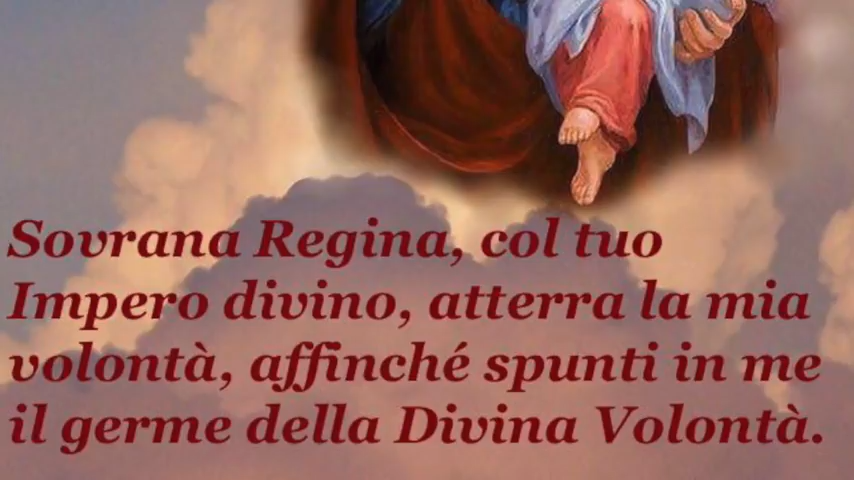 Sovrana Regina, col tuo
Impero divino, atterra la mia
volontà, affinché spunti in me
il germe della Divina Volontà.